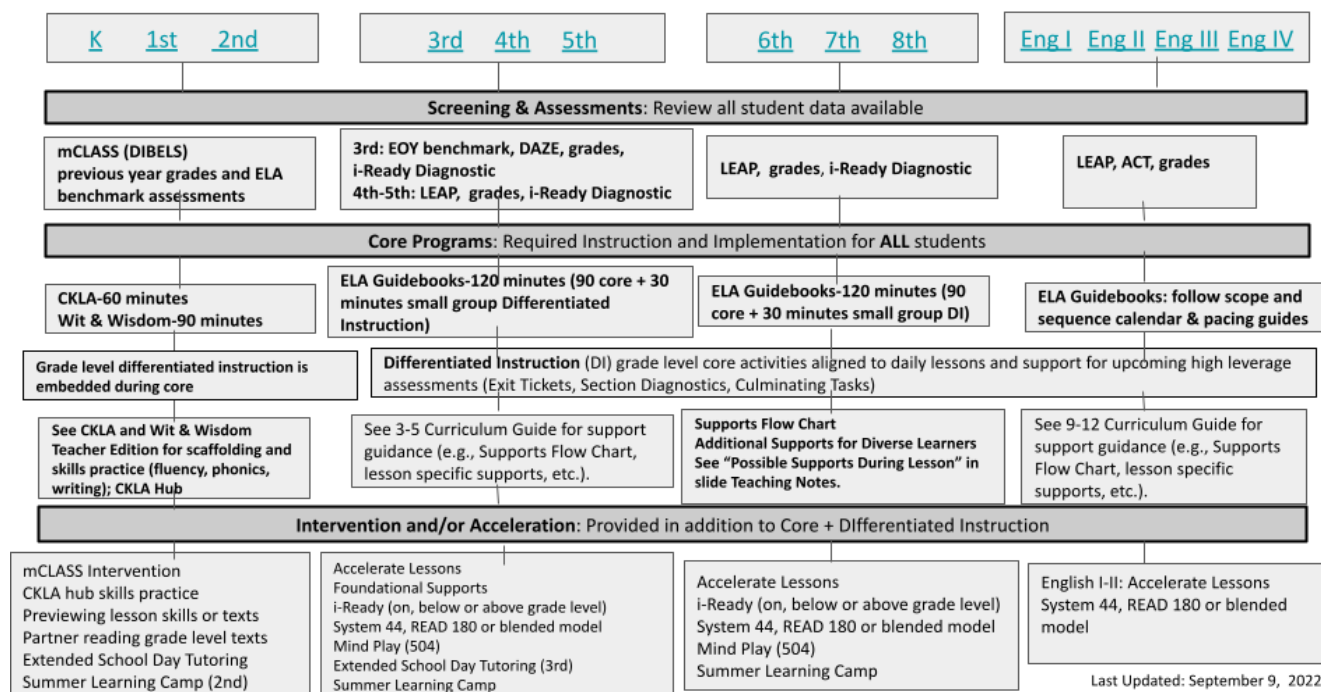 K 1st 2nd
3rd 4th 5th
6th 7th 8th
Eng I Eng II Eng III Eng IV
Screening & Assessments: Review all student data available
mCLASS (DIBELS)
previous year grades and ELA
benchmark assessments
3rd: EOY benchmark, DAZE, grades,
i-Ready Diagnostic
4th-5th: LEAP, grades, i-Ready Diagnostic
LEAP, grades, i-Ready Diagnostic
LEAP, ACT, grades
Core Programs: Required Instruction and Implementation for ALL students
CKLA-60 minutes
Wit & Wisdom-90 minutes
ELA Guidebooks-120 minutes (90 core + 30
minutes small group Differentiated
Instruction)
ELA Guidebooks-120 minutes (90
core + 30 minutes small group DI)
ELA Guidebooks: follow scope and
sequence calendar & pacing guides
Grade level differentiated instruction is
embedded during core
Differentiated Instruction (DI) grade level core activities aligned to daily lessons and support for upcoming high leverage
assessments (Exit Tickets, Section Diagnostics, Culminating Tasks)
See CKLA and Wit & Wisdom
Teacher Edition for scaffolding and
skills practice (fluency, phonics,
writing); CKLA Hub
See 3-5 Curriculum Guide for support
guidance (e.g., Supports Flow Chart,
lesson specific supports, etc.).
Supports Flow Chart
Additional Supports for Diverse Learners
See “Possible Supports During Lesson” in
slide Teaching Notes.
See 9-12 Curriculum Guide for
support guidance (e.g., Supports
Flow Chart, lesson specific
supports, etc.).
Intervention and/or Acceleration: Provided in addition to Core + DIfferentiated Instruction
mCLASS Intervention
CKLA hub skills practice
Previewing lesson skills or texts
Partner reading grade level texts
Extended School Day Tutoring
Summer Learning Camp (2nd)
Accelerate Lessons
Foundational Supports
i-Ready (on, below or above grade level)
System 44, READ 180 or blended model
Mind Play (504)
Extended School Day Tutoring (3rd)
Summer Learning Camp
Accelerate Lessons
i-Ready (on, below or above grade level)
System 44, READ 180 or blended model
Mind Play (504)
Summer Learning Camp
English I-II: Accelerate Lessons
System 44, READ 180 or blended
model
Last Updated: September 9, 2022